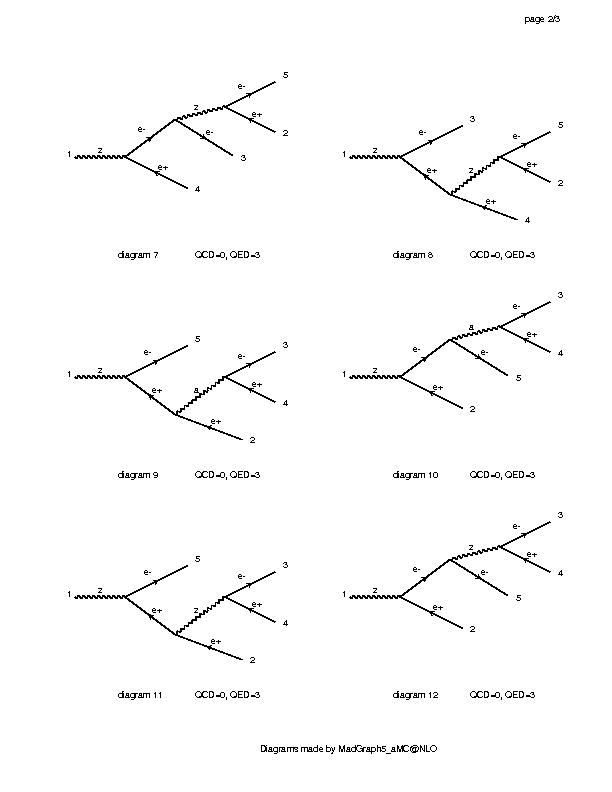 page 2/3
5
e-
z
e+
e-
e-
2
3
1
z
e+
4
diagram 7 QCD=0, QED=3
3
e-
5
e-
1
z
z
e+
e+
2
e+
4
diagram 8 QCD=0, QED=3
5
e-
3
e-
1
z
e+
a
e+
4
e+
2
diagram 9 QCD=0, QED=3
3
e-
a
e+
e-
e-
4
5
1
z
e+
2
diagram 10 QCD=0, QED=3
5
e-
3
e-
1
z
e+
z
e+
4
e+
2
diagram 11 QCD=0, QED=3
3
e-
z
e+
e-
e-
4
5
1
z
e+
2
diagram 12 QCD=0, QED=3
Diagrams made by MadGraph5_aMC@NLO